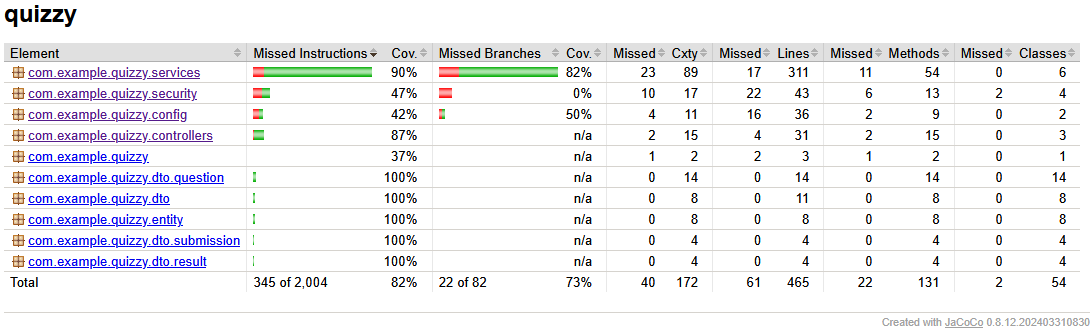 quizzy
Element Missed Instructions Cov. Missed Branches Cov. Missed Cxty Missed Lines Missed Methods Missed Classes
com.example.quizzy.services 90% 82% 23 89 17 311 11 54 0 6
com.example.quizzy.security 47% 0% 10 17 22 43 6 13 2 4
com.example.quizzy.config 42% 50% 4 11 16 36 2 9 0 2
com.example.quizzy.controllers 87% n/a 2 15 4 31 2 15 0 3
com.example.quizzy 37% n/a 1 2 2 3 1 2 0 1
com.example.quizzy.dto.question 100% n/a 0 14 0 14 0 14 0 14
com.example.quizzy.dto 100% n/a 0 8 0 11 0 8 0 8
com.example.quizzy.entity 100% n/a 0 8 0 8 0 8 0 8
com.example.quizzy.dto.submission 100% n/a 0 4 0 4 0 4 0 4
com.example.quizzy.dto.result 100% n/a 0 4 0 4 0 4 0 4
Total 345 of 2,004 82% 22 of 82 73% 40 172 61 465 22 131 2 54
Created with JaCoCo 0.8.12.202403310830